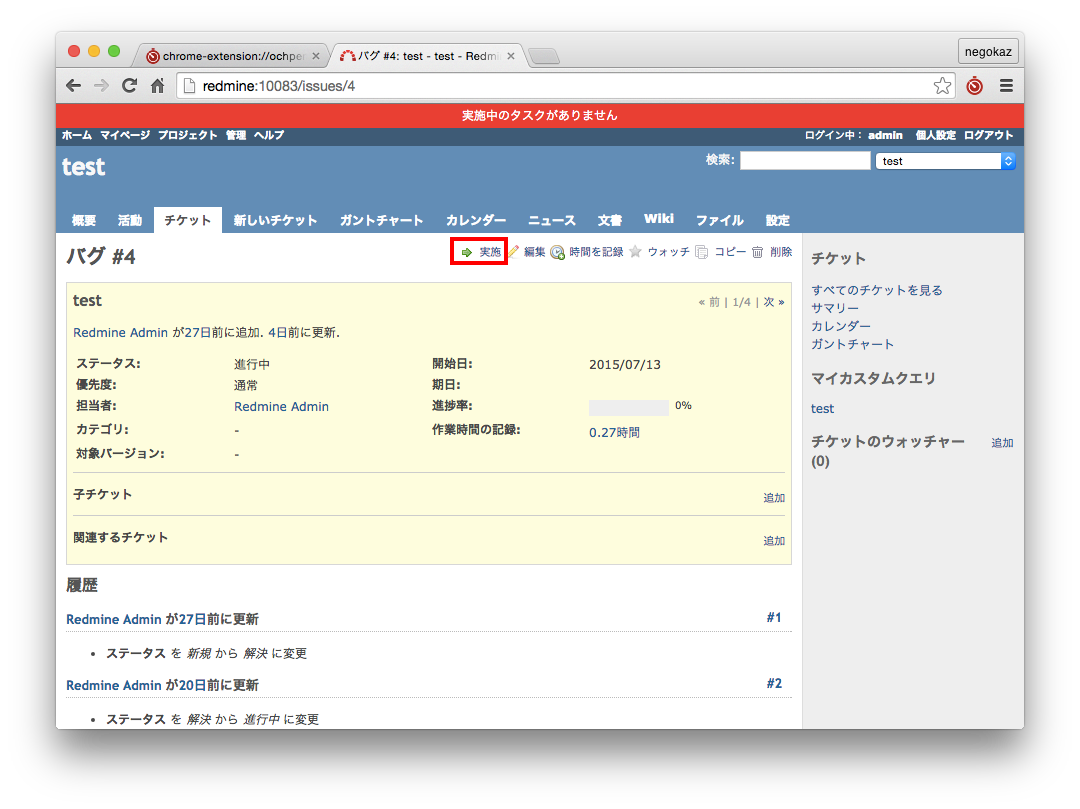 chrome-extension://ochper
バグ #4: test - test - Redmi
negokaz
redmine:10083/issues/4
実施中のタスクがありません
ホーム マイページ プロジェクト 管理 ヘルプ
ログイン中： admin 個人設定 ログアウト
test
検索:
test
概要 活動 チケット 新しいチケット ガントチャート カレンダー ニュース 文書 Wiki ファイル 設定
バグ #4
実施 編集 時間を記録 ウォッチ コピー 削除
test
« 前 | 1/4 | 次 »
Redmine Admin が27日前に追加. 4日前に更新.
ステータス: 進行中 開始日: 2015/07/13
優先度: 通常 期日:
担当者: Redmine Admin 進捗率: 0%
カテゴリ: - 作業時間の記録: 0.27時間
対象バージョン: -
子チケット 追加
関連するチケット 追加
履歴
Redmine Admin が27日前に更新 #1
• ステータス を 新規 から 解決 に変更
Redmine Admin が20日前に更新 #2
• ステータス を 解決 から 進行中 に変更
チケット
すべてのチケットを見る
サマリー
カレンダー
ガントチャート
マイカスタムクエリ
test
チケットのウォッチャー 追加
(0)